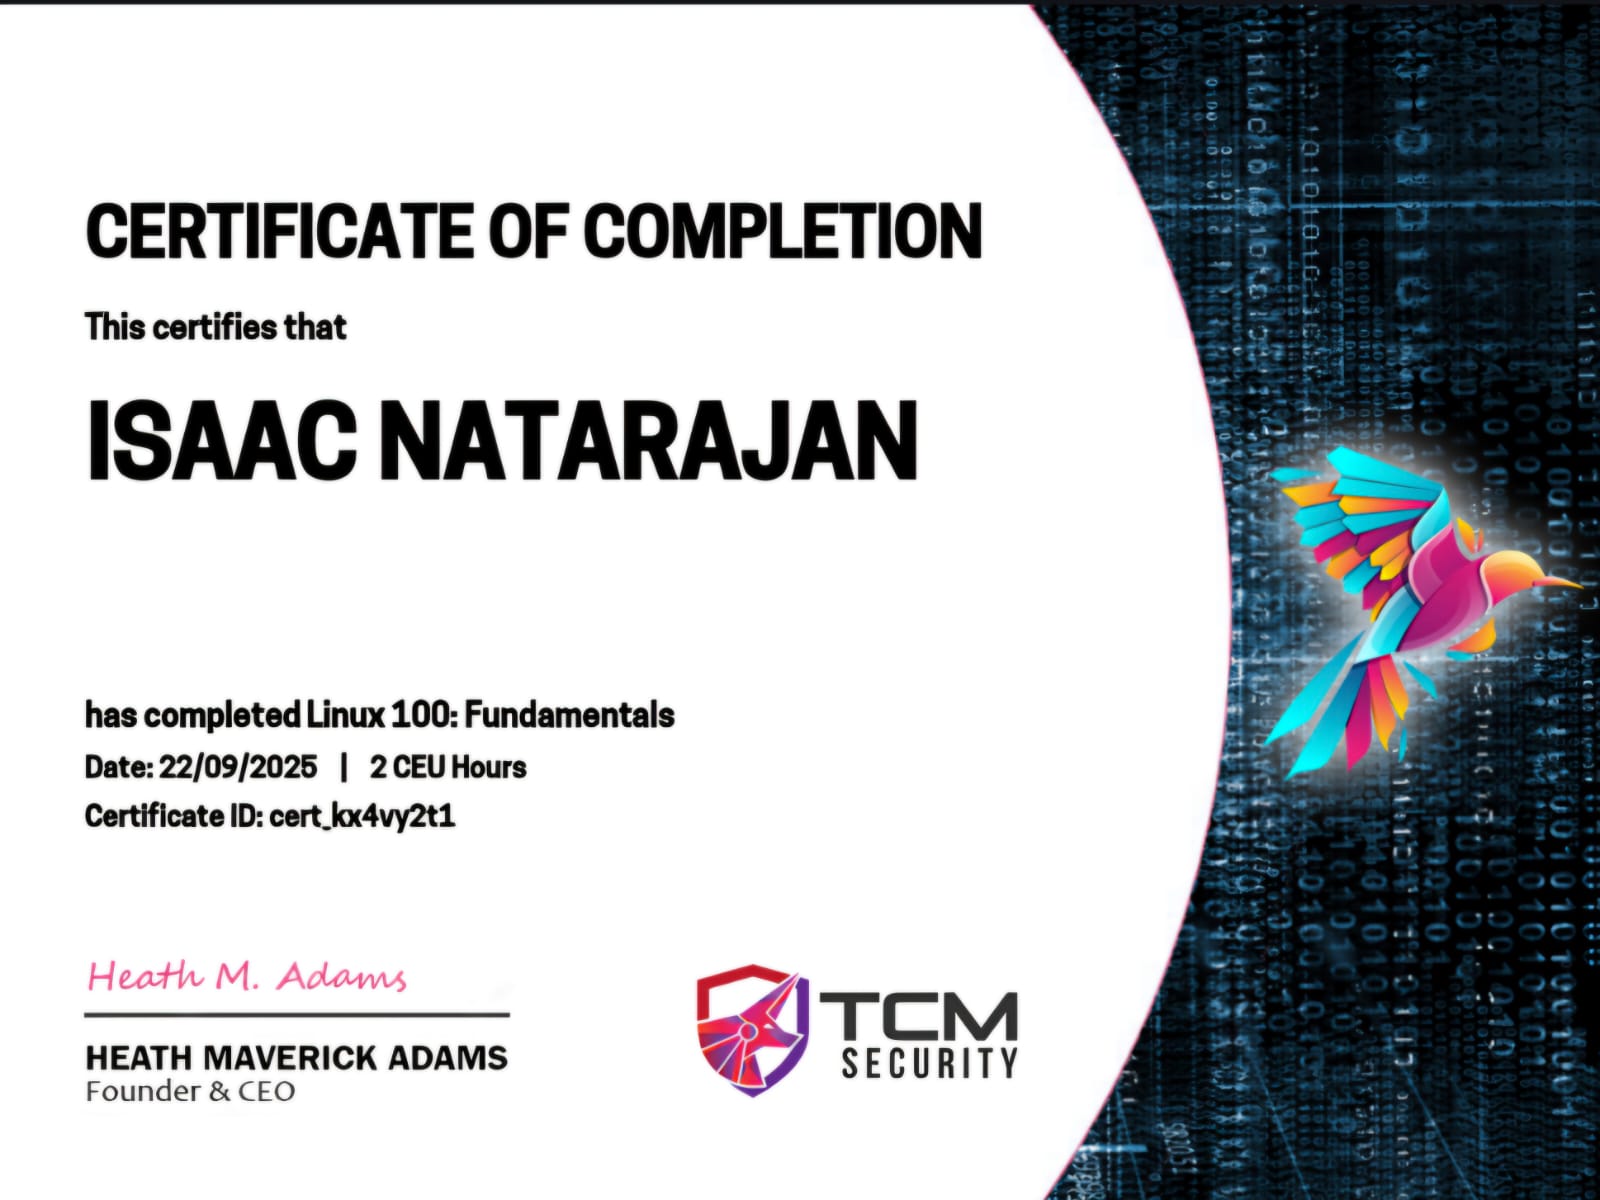 CERTIFICATE OF COMPLETION
This certifies that
ISAAC NATARAJAN
has completed Linux 100: Fundamentals
Date: 22/09/2025 | 2 CEU Hours
Certificate ID: cert_kx4vy2t1
Heath M. Adams
HEATH MAVERICK ADAMS
Founder & CEO
TCM
SECURITY